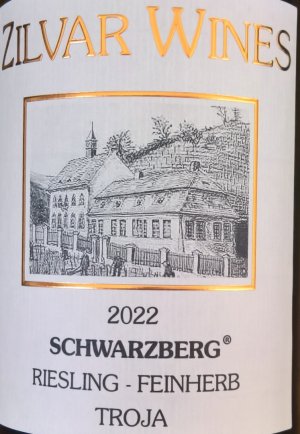 ZILVAR WINES
2022
SCHWARZBERG®
RIESLING - FEINHERB
TROJA